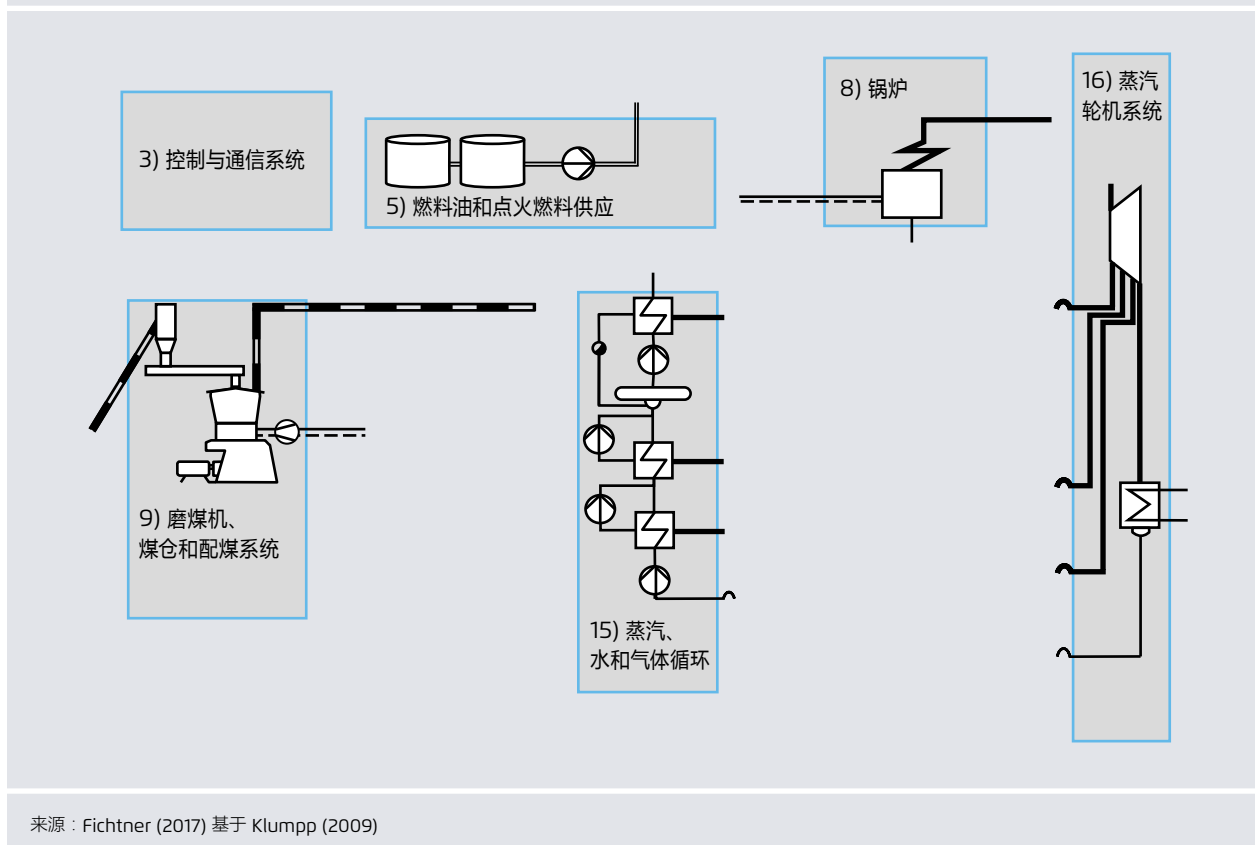 3) 控制与通信系统
5) 燃料油和点火燃料供应
8) 锅炉
16) 蒸汽
轮机系统
9) 磨煤机、
煤仓和配煤系统
15) 蒸汽、
水和气体循环
来源：Fichtner (2017) 基于 Klumpp (2009)